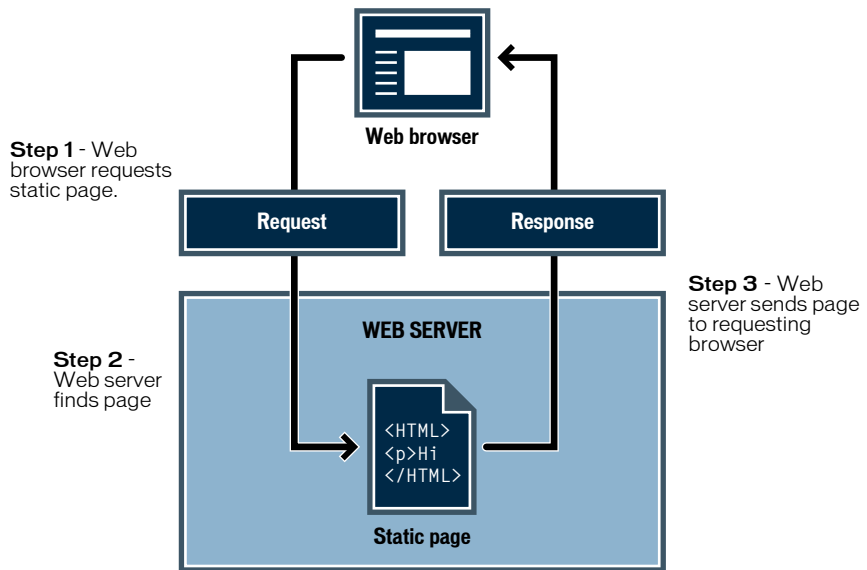 Web browser
Step 1 - Web
browser requests
static page.
Request
Response
Step 3 - Web
server sends page
to requesting
browser
WEB SERVER
Step 2 -
Web server
finds page
<HTML>
<p>Hi
</HTML>
Static page